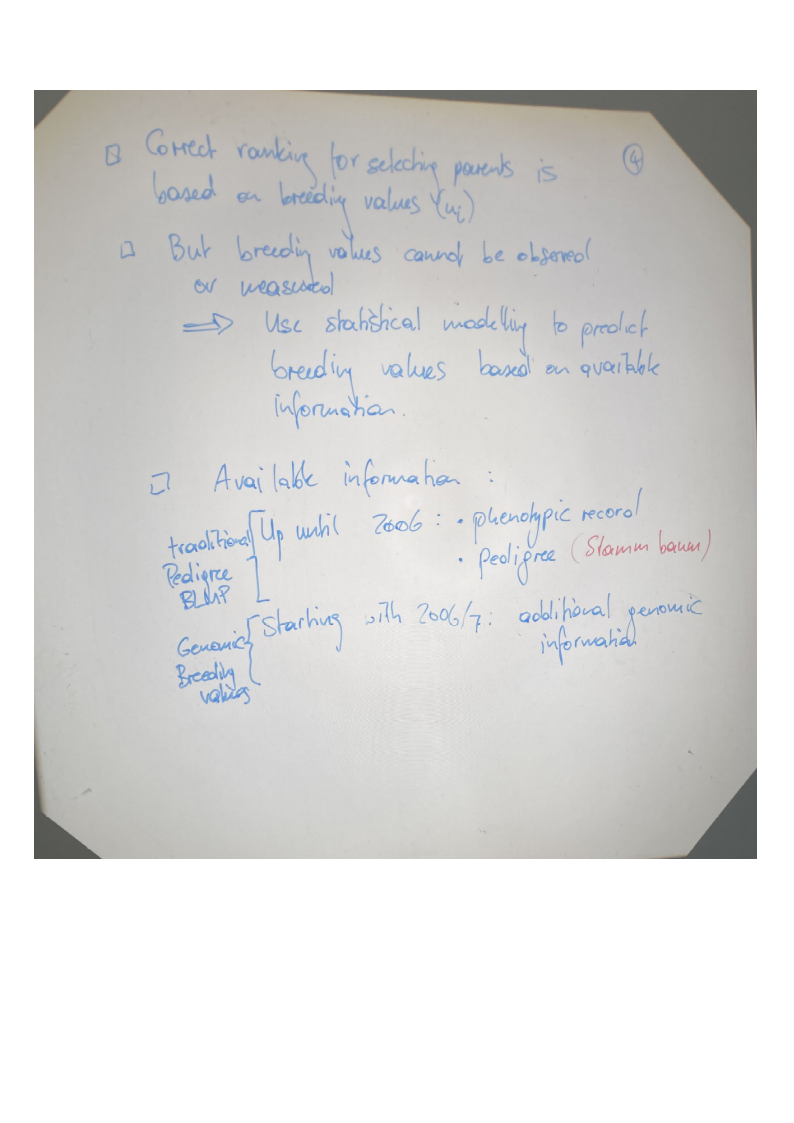 ④
□ Correct ranking for selecting parents is
based on breeding values (ui)
□ But breeding values cannot be observed
or measured
⇒ Use statistical modelling to predict
breeding values based on available
information.
□ Available information :
traditional Pedigree BLUP
Up until 2006 : • phenotypic record
• pedigree (Stammbaum)
Genomic Breeding values
Starting with 2006/7: additional genomic
information